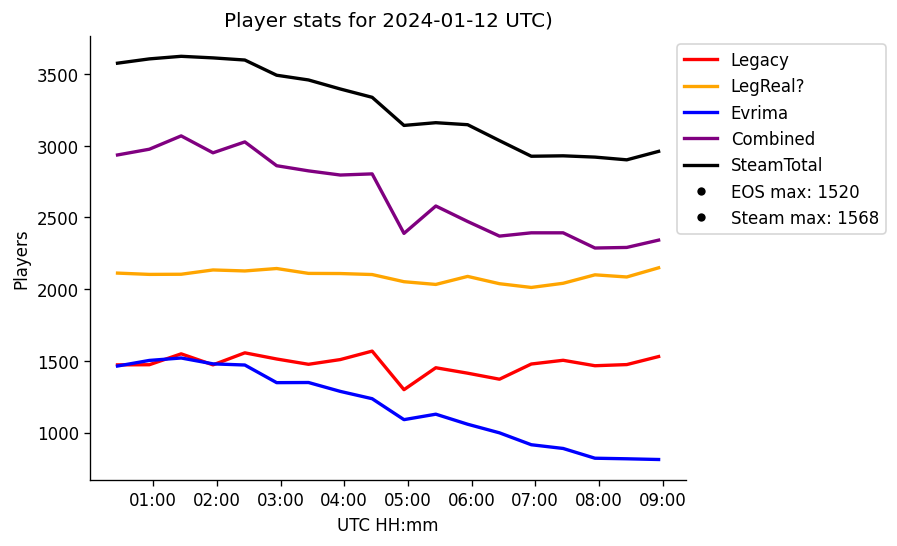 Player stats for 2024-01-12 UTC)
3500
3000
2500
2000
1500
1000
Players
01:00 02:00 03:00 04:00 05:00 06:00 07:00 08:00 09:00
UTC HH:mm
Legacy
LegReal?
Evrima
Combined
SteamTotal
EOS max: 1520
Steam max: 1568